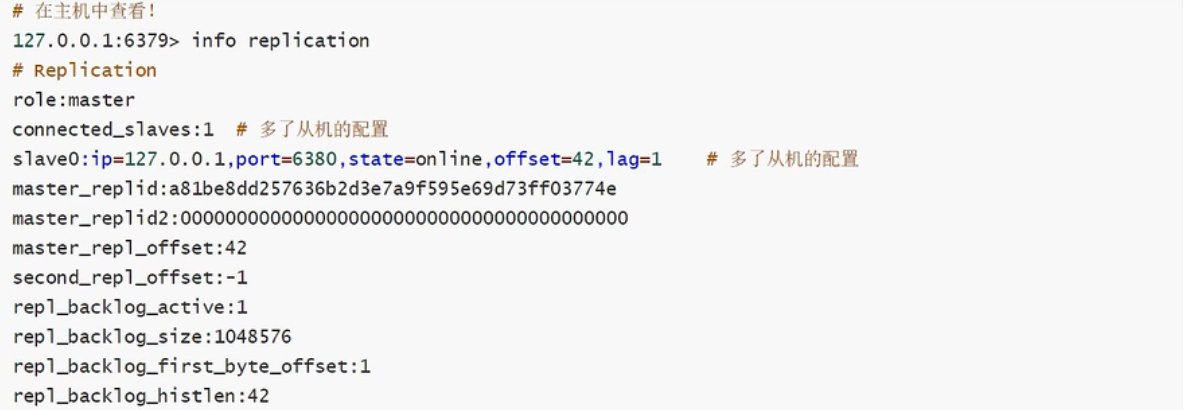 # 在主机中查看!
127.0.0.1:6379> info replication
# Replication
role:master
connected_slaves:1  # 多了从机的配置
slave0:ip=127.0.0.1,port=6380,state=online,offset=42,lag=1    # 多了从机的配置
master_replid:a81be8dd257636b2d3e7a9f595e69d73ff03774e
master_replid2:0000000000000000000000000000000000000000
master_repl_offset:42
second_repl_offset:-1
repl_backlog_active:1
repl_backlog_size:1048576
repl_backlog_first_byte_offset:1
repl_backlog_histlen:42